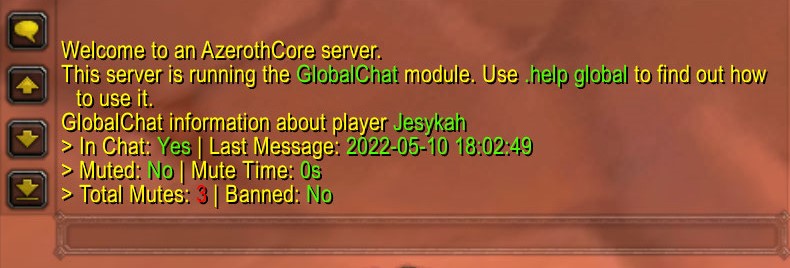 Welcome to an AzerothCore server.
This server is running the GlobalChat module. Use .help global to find out how
to use it.
GlobalChat information about player Jesykah
> In Chat: Yes | Last Message: 2022-05-10 18:02:49
> Muted: No | Mute Time: 0s
> Total Mutes: 3 | Banned: No